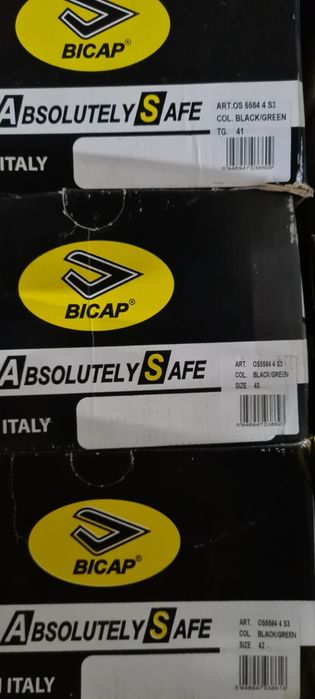 BICAP®
ABSOLUTELY SAFE
ART.OS 5584 4 S3
COL. BLACK/GREEN
TG. 41
ITALY
BICAP®
ABSOLUTELY SAFE
ART. OS5584 4 S3
COL. BLACK/GREEN
SIZE 43
ITALY
BICAP®
ABSOLUTELY SAFE
ART. OS5584 4 S3
COL. BLACK/GREEN
SIZE 42
ITALY